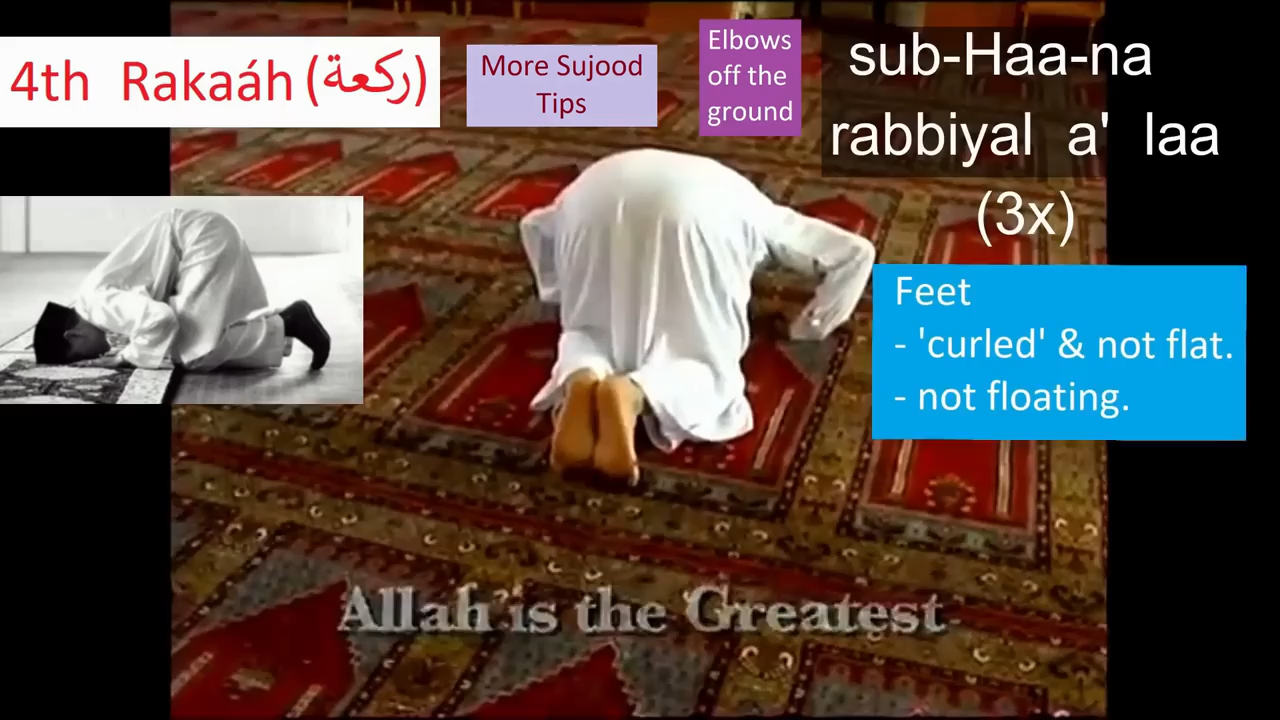 4th Rakaáh (ركعة)
More Sujood
Tips
Elbows
off the
ground
sub-Haa-na
rabbiyal a' laa
(3x)
Feet
- 'curled' & not flat.
- not floating.
Allah is the Greatest